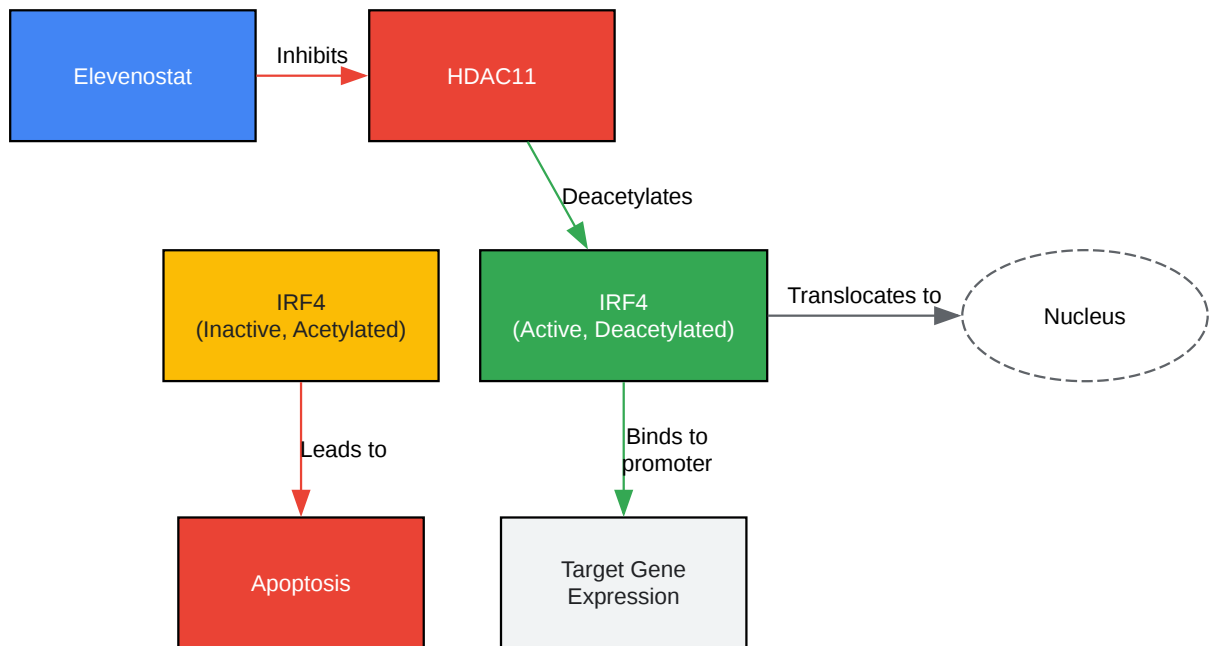 Elevenostat
Inhibits
HDAC11
Deacetylates
IRF4
(Inactive, Acetylated)
IRF4
(Active, Deacetylated)
Translocates to
Nucleus
Leads to
Binds to
promoter
Apoptosis
Target Gene
Expression